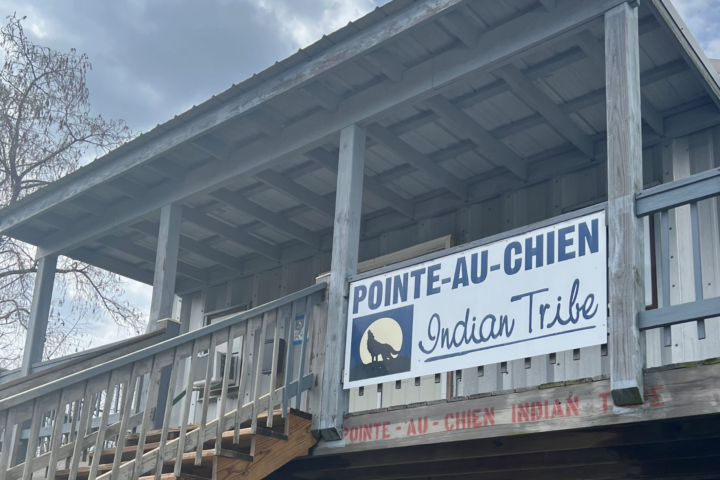 POINTE-AU-CHIEN
Indian Tribe
POINTE - AU - CHIEN INDIAN